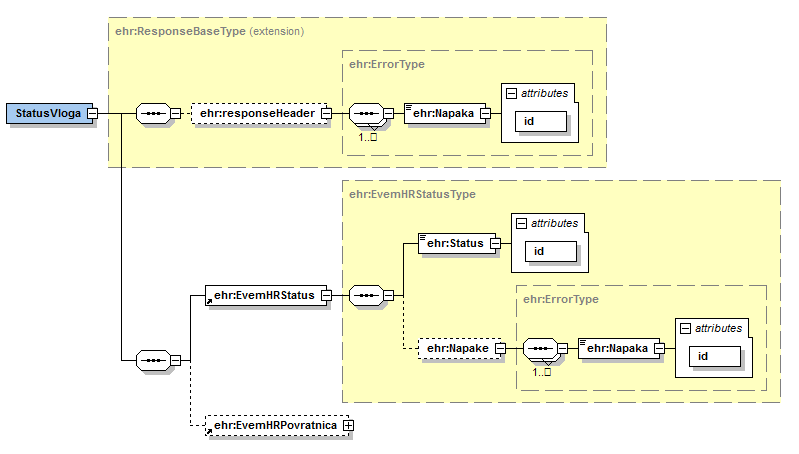 ehr:ResponseBaseType (extension)
ehr:ErrorType
StatusVloga
ehr:responseHeader
ehr:Napaka
attributes
id
1..□
ehr:EvemHRStatusType
ehr:Status
attributes
id
ehr:EvemHRStatus
ehr:ErrorType
ehr:Napake
ehr:Napaka
attributes
id
1..□
ehr:EvemHRPovratnica